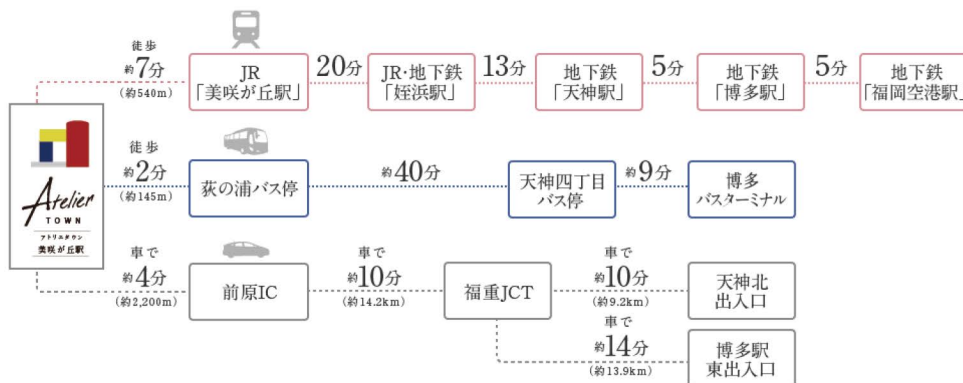 徒歩
約7分
(約540m)
JR
「美咲が丘駅」
20分
JR・地下鉄
「姪浜駅」
13分
地下鉄
「天神駅」
5分
地下鉄
「博多駅」
5分
地下鉄
「福岡空港駅」
Atelier
TOWN
アトリエタウン
美咲が丘駅
徒歩
約2分
(約145m)
荻の浦バス停
約40分
天神四丁目
バス停
約9分
博多
バスターミナル
車で
約4分
(約2,200m)
前原IC
車で
約10分
(約14.2km)
福重JCT
車で
約10分
(約9.2km)
天神北
出入口
車で
約14分
(約13.9km)
博多駅
東出入口